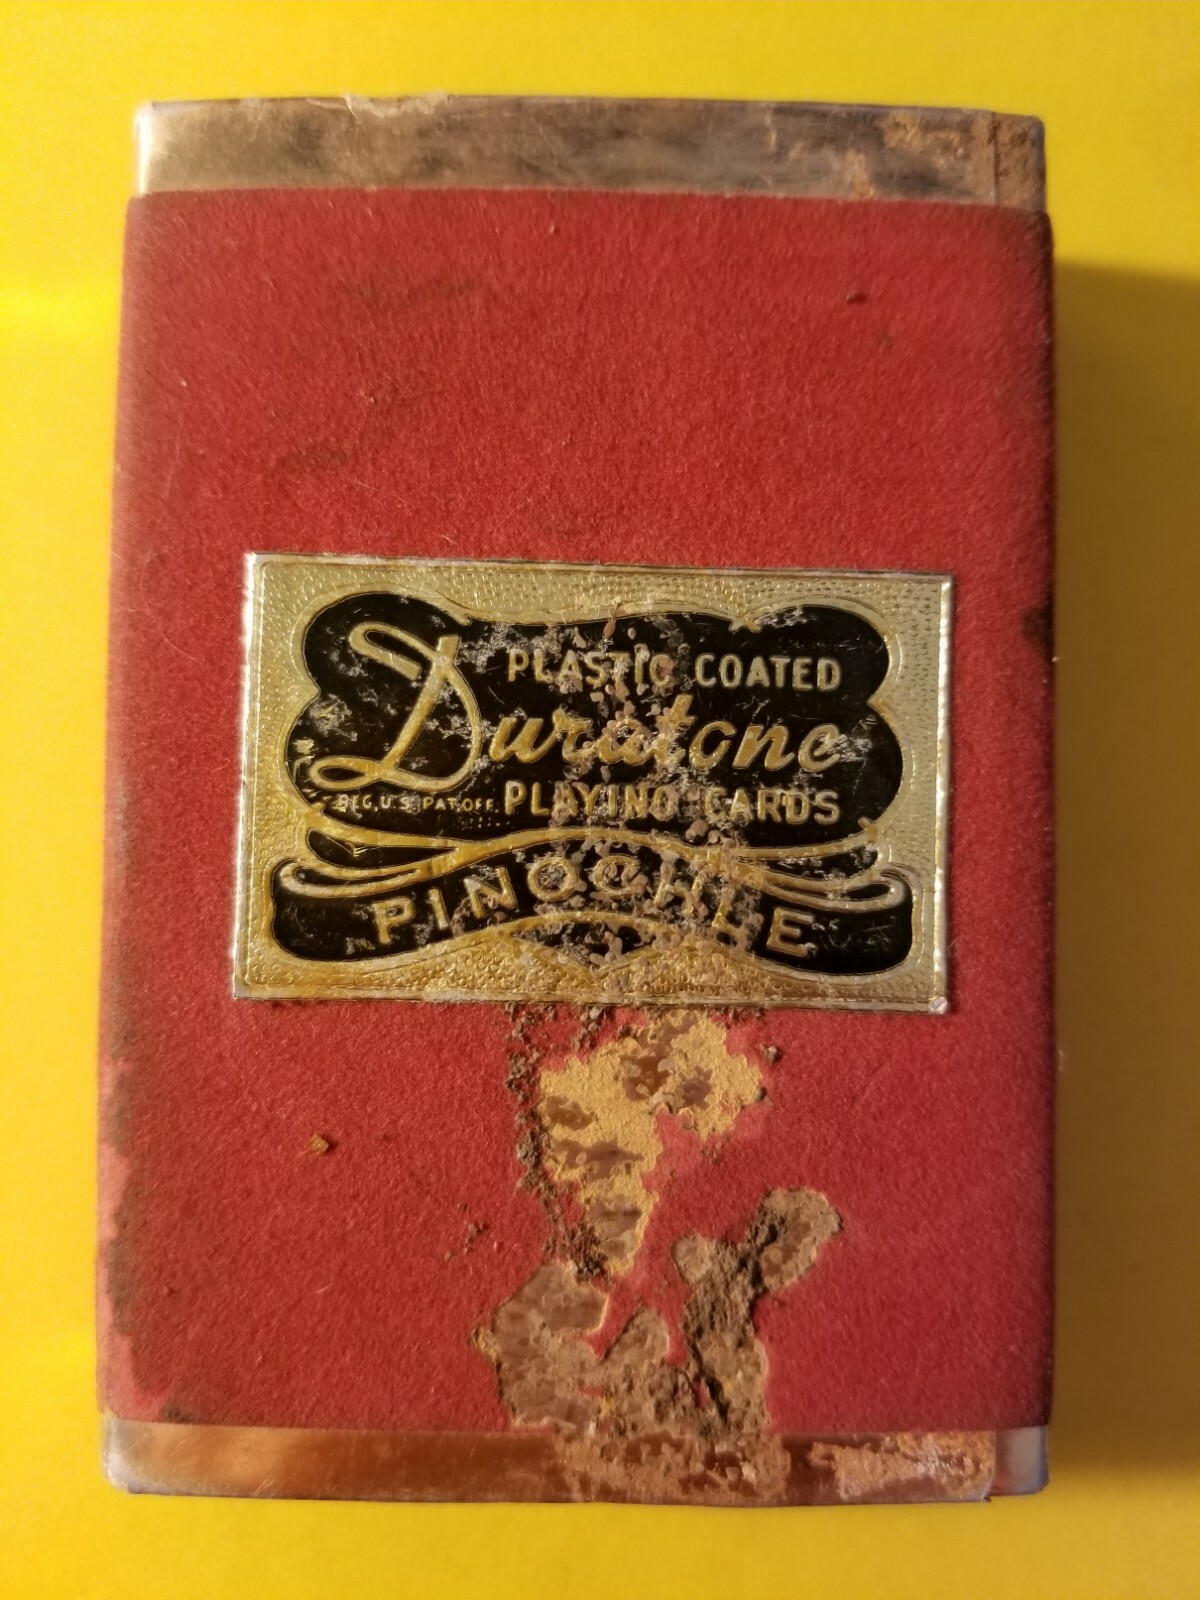 PLASTIC COATED
Duratone
REG. U.S. PAT. OFF. PLAYING CARDS
PINOCHLE